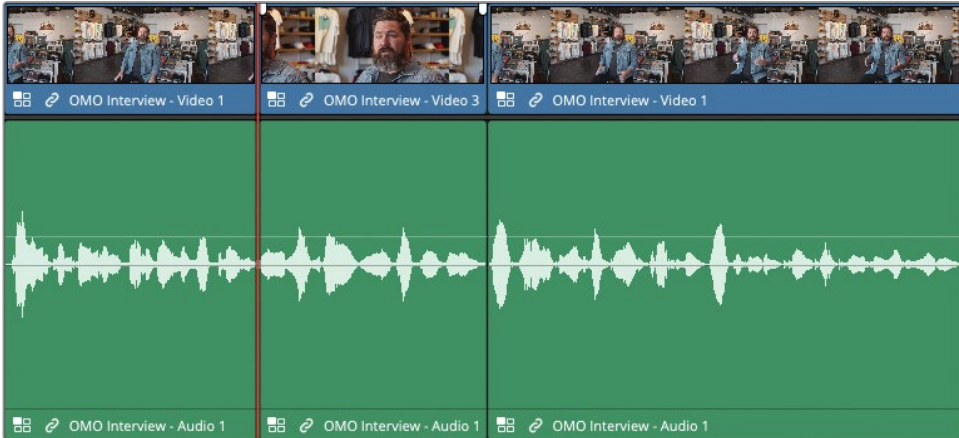 OMO Interview - Video 1
OMO Interview - Video 3
OMO Interview - Video 1
OMO Interview - Audio 1
OMO Interview - Audio 1
OMO Interview - Audio 1